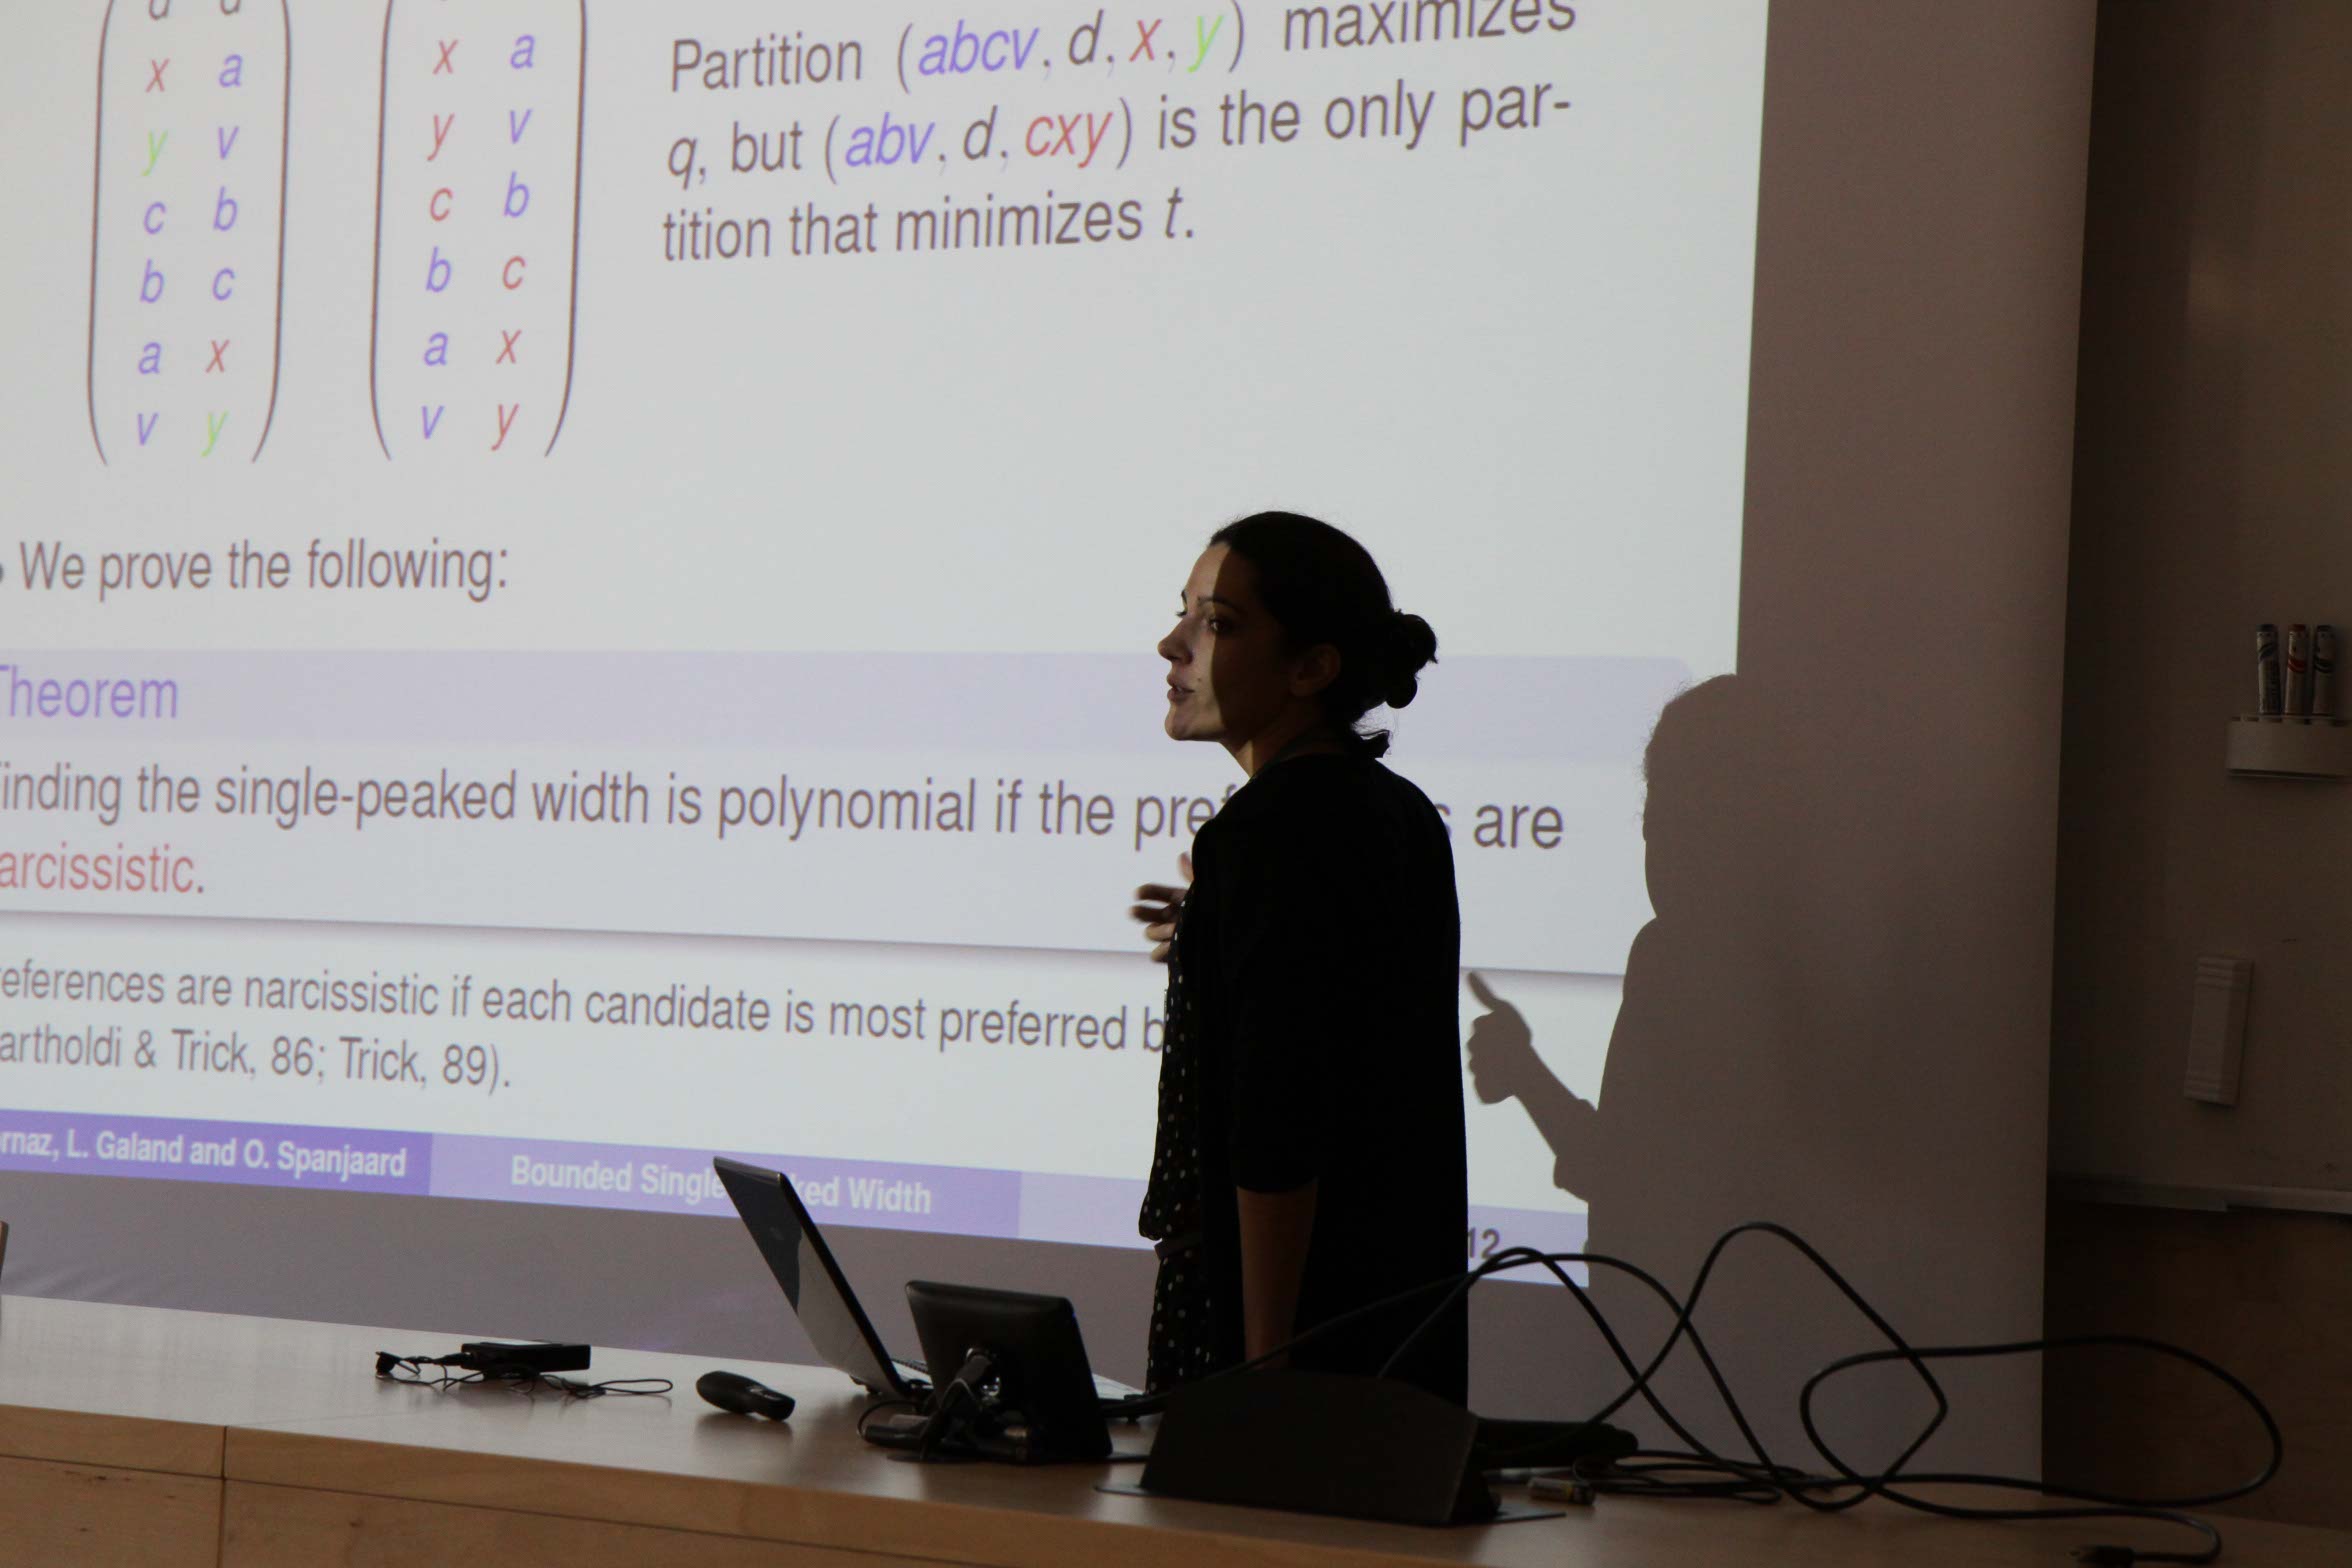 x a x a Partition (abcv, d, x, y) maximizes
y v y v q, but (abv, d, cxy) is the only par-
c b c b tition that minimizes t.
b c b c
a x a x
v y v y
We prove the following:
Theorem
inding the single-peaked width is polynomial if the pre s are
arcissistic.
eferences are narcissistic if each candidate is most preferred b
artholdi & Trick, 86; Trick, 89).
rnaz, L. Galand and O. Spanjaard Bounded Single ked Width 12